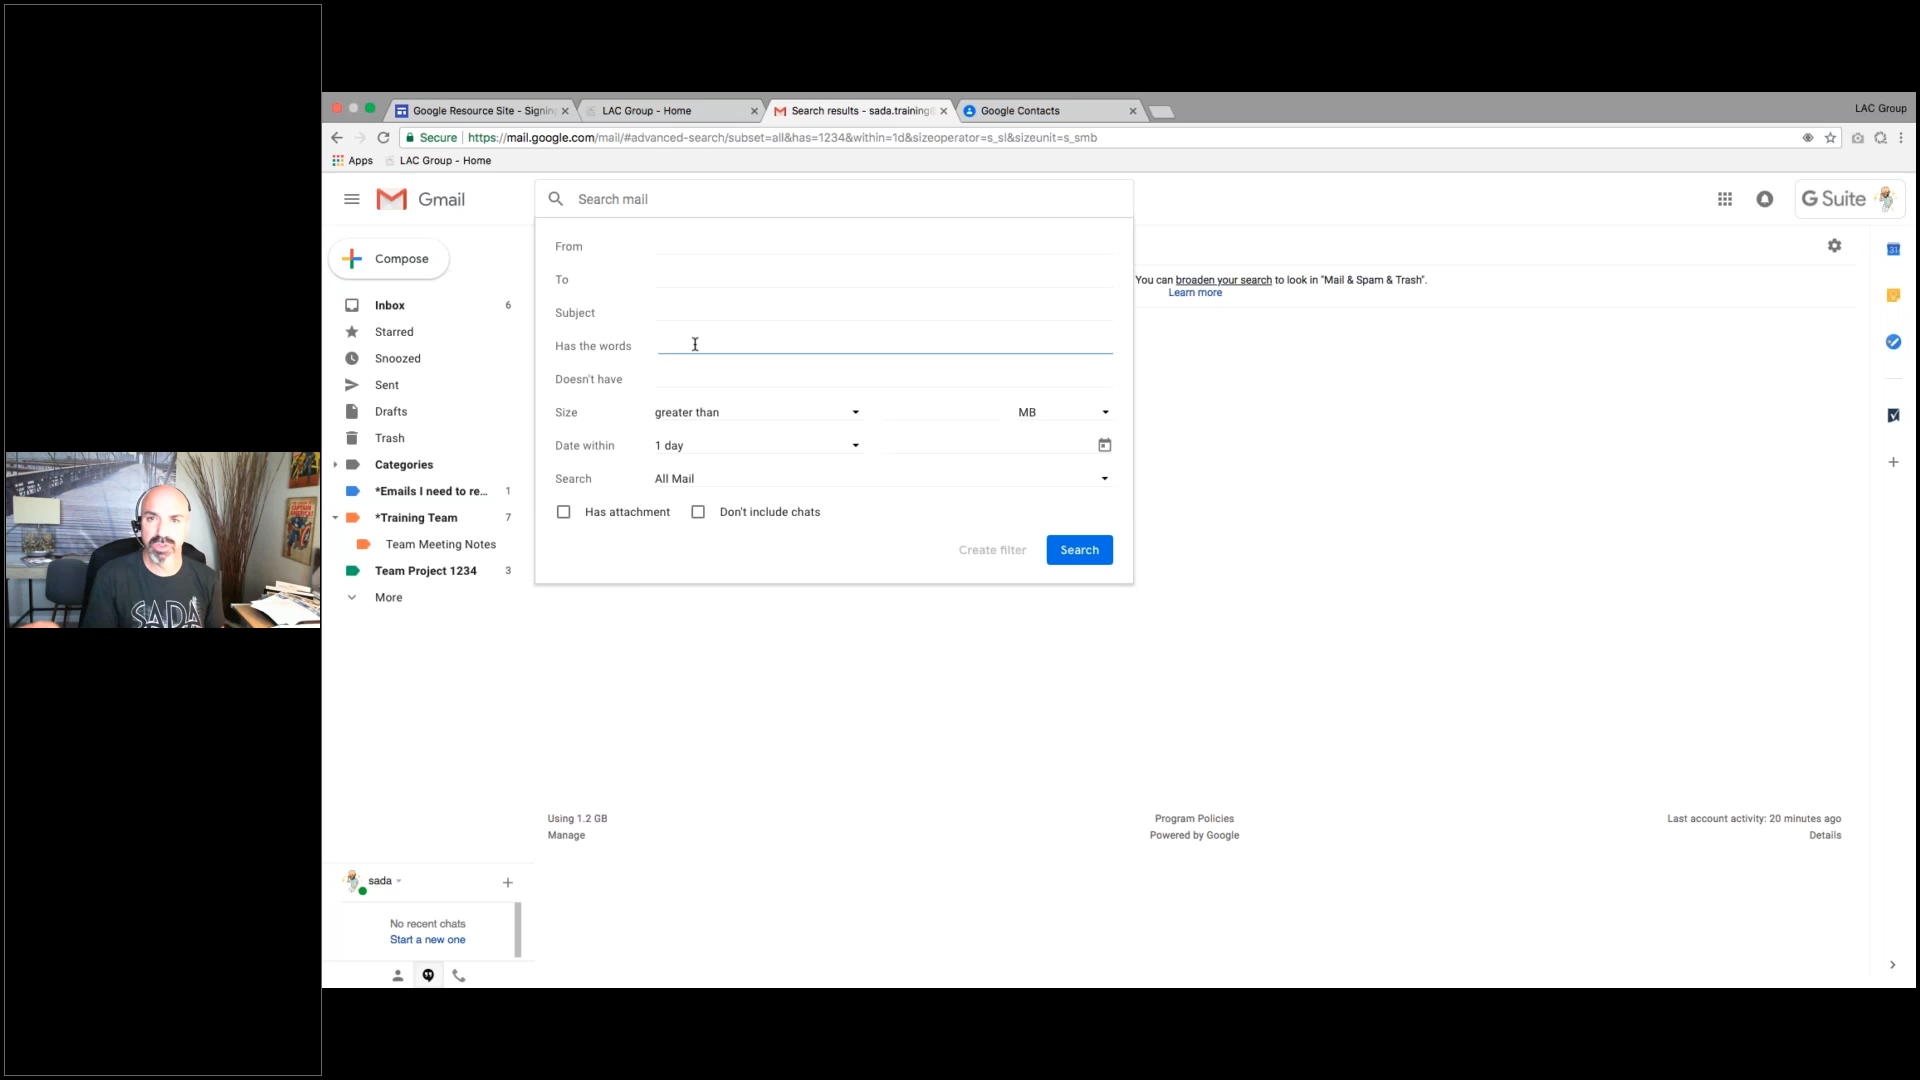 Google Resource Site - Signin
LAC Group - Home
Search results - sada.training@
Google Contacts
LAC Group
Secure
https://mail.google.com/mail/#advanced-search/subset=all&has=1234&within=1d&sizeoperator=s_sl&sizeunit=s_smb
Apps
LAC Group - Home
Gmail
Search mail
G Suite
Compose
Inbox 6
Starred
Snoozed
Sent
Drafts
Trash
Categories
*Emails I need to re... 1
*Training Team 7
Team Meeting Notes
Team Project 1234 3
More
From
To
Subject
Has the words
Doesn't have
Size greater than MB
Date within 1 day
Search All Mail
Has attachment Don't include chats
Create filter Search
You can broaden your search to look in "Mail & Spam & Trash".
Learn more
31
Using 1.2 GB
Manage
Program Policies
Powered by Google
Last account activity: 20 minutes ago
Details
sada
No recent chats
Start a new one
SADA
CAPTAIN AMERICA